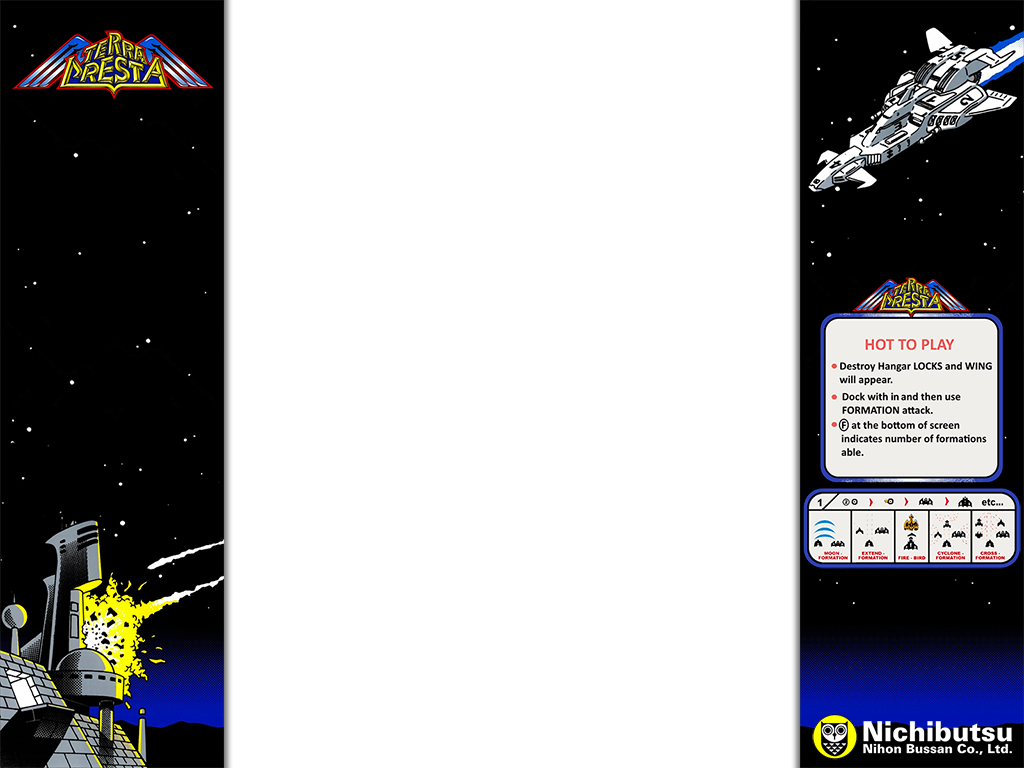 TERRA
CRESTA
TERRA
CRESTA
HOT TO PLAY
Destroy Hangar LOCKS and WING
will appear.
Dock with in and then use
FORMATION attack.
F at the bottom of screen
indicates number of formations
able.
1 etc...
MOON -
FORMATION
EXTEND -
FORMATION
FIRE - BIRD
CYCLONE -
FORMATION
CROSS -
FORMATION
Nichibutsu
Nihon Bussan Co., Ltd.